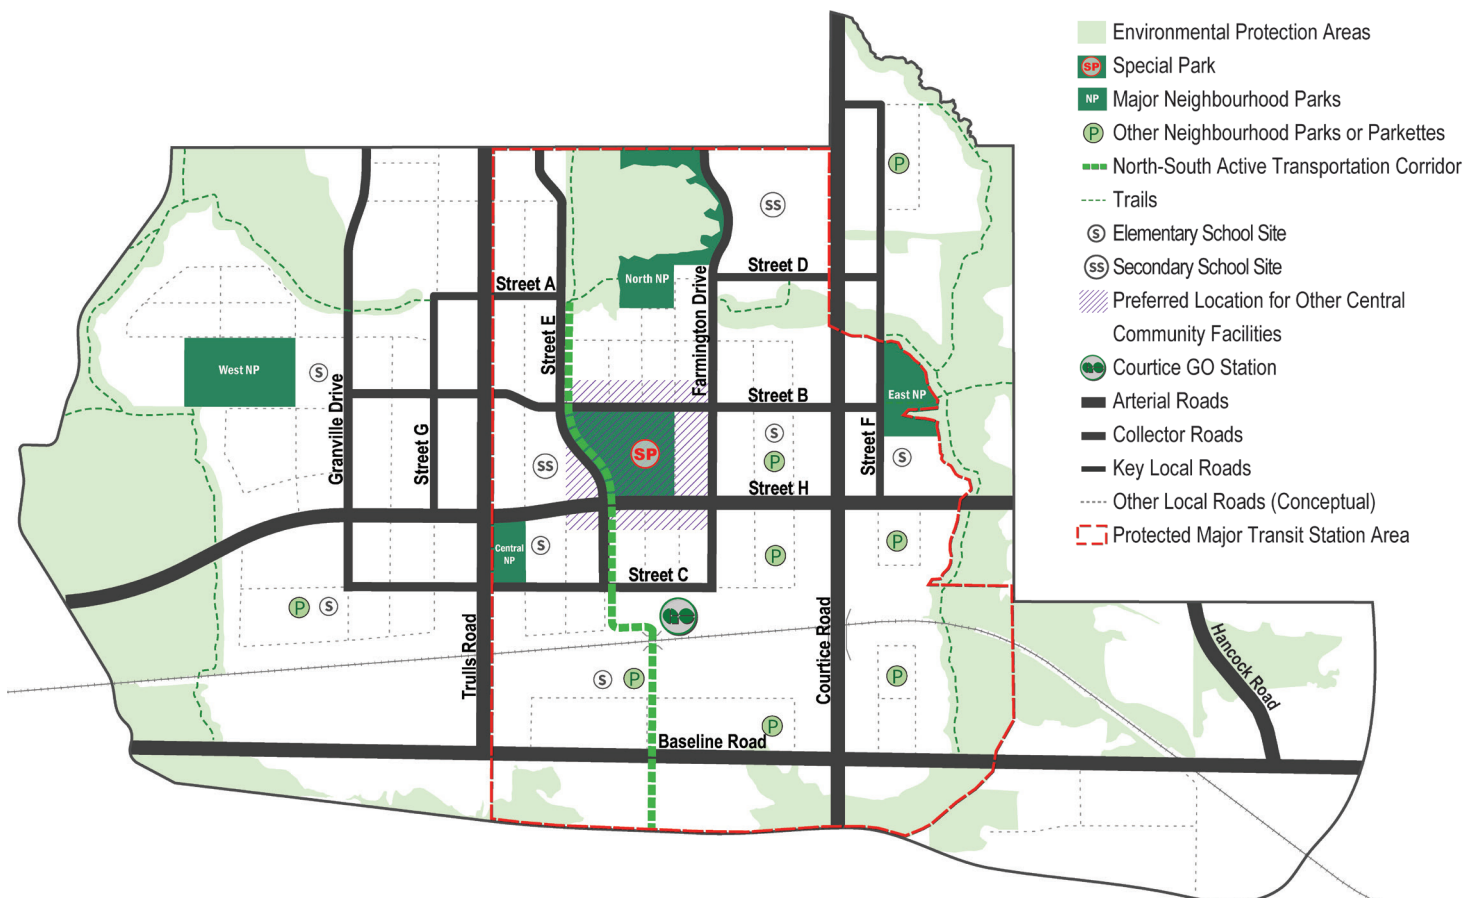 Environmental Protection Areas
SP Special Park
NP Major Neighbourhood Parks
P Other Neighbourhood Parks or Parkettes
North-South Active Transportation Corridor
Trails
S Elementary School Site
SS Secondary School Site
Preferred Location for Other Central
Community Facilities
GO Courtice GO Station
Arterial Roads
Collector Roads
Key Local Roads
Other Local Roads (Conceptual)
Protected Major Transit Station Area
P
SS
Street D
North NP
Street A
Farmington Drive
Street E
West NP
S
Granville Drive
Street B
East NP
Street G
Street F
S
P
SP
SS
S
Street H
Central
NP
S
P
P
Street C
P
S
GO
Trulls Road
Courtice Road
Hancock Road
S
P
P
P
Baseline Road